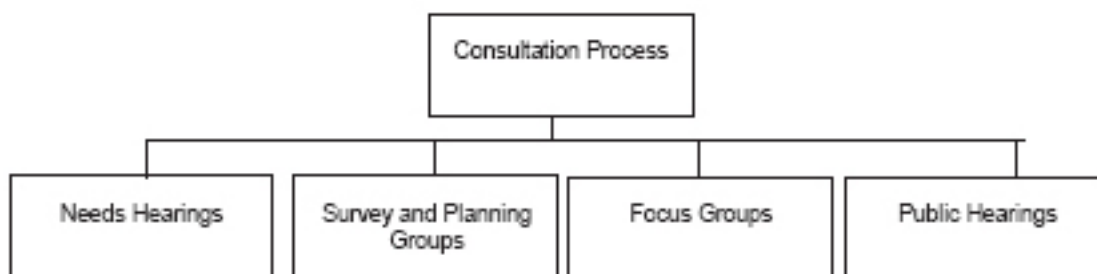 Consultation Process
Needs Hearings
Survey and Planning
Groups
Focus Groups
Public Hearings